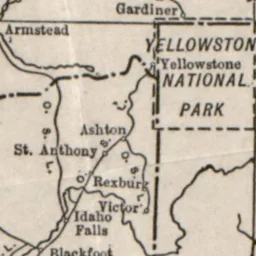 Gardiner
Armstead
YELLOWSTON
Yellowstone
NATIONAL
PARK
Ashton
St. Anthony
Rexburg
Victor
Idaho
Falls
Blackfoot